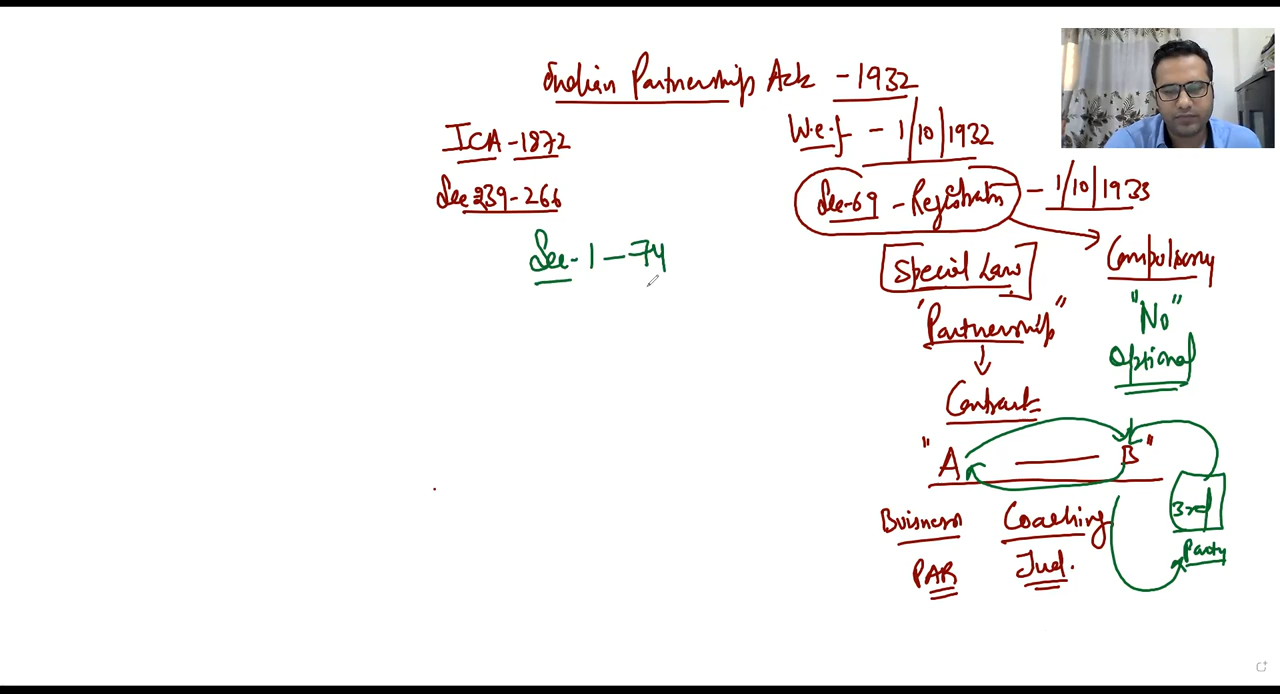 Indian Partnership Act - 1932
ICA - 1872
W.e.f - 1/10/1932
Sec 239-266
Sec-69 - Registration - 1/10/1933
Sec - 1 - 74
Special Law
Compulsory
"Partnership"
"No"
Optional
Contract
"A B"
3rd
Party
Buisness Coaching
PAR Jud.